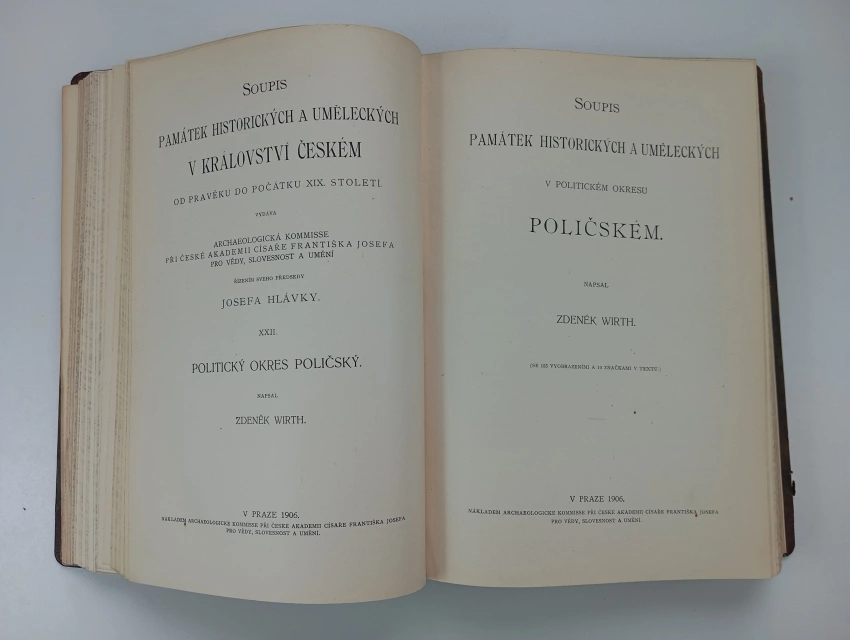 SOUPIS
PAMÁTEK HISTORICKÝCH A UMĚLECKÝCH
V KRÁLOVSTVÍ ČESKÉM
OD PRAVĚKU DO POČÁTKU XIX. STOLETÍ.
VYDÁVÁ
ARCHAEOLOGICKÁ KOMMISSE
PŘI ČESKÉ AKADEMII CÍSAŘE FRANTIŠKA JOSEFA
PRO VĚDY, SLOVESNOST A UMĚNÍ
ŘÍZENÍM SVÉHO PŘEDSEDY
JOSEFA HLÁVKY.
XXII.
POLITICKÝ OKRES POLIČSKÝ.
NAPSAL
ZDENĚK WIRTH.
V PRAZE 1906.
NÁKLADEM ARCHAEOLOGICKÉ KOMMISSE PŘI ČESKÉ AKADEMII CÍSAŘE FRANTIŠKA JOSEFA
PRO VĚDY, SLOVESNOST A UMĚNÍ.
SOUPIS
PAMÁTEK HISTORICKÝCH A UMĚLECKÝCH
V POLITICKÉM OKRESU
POLIČSKÉM.
NAPSAL
ZDENĚK WIRTH.
VYOBRAZENÍMI A ZNAČKAMI V TEXTU.)
V PRAZE 1906.
NÁKLADEM ARCHAEOLOGICKÉ KOMMISSE PŘI ČESKÉ AKADEMII CÍSAŘE FRANTIŠKA JOSEFA
PRO VĚDY, SLOVESNOST A UMĚNÍ.